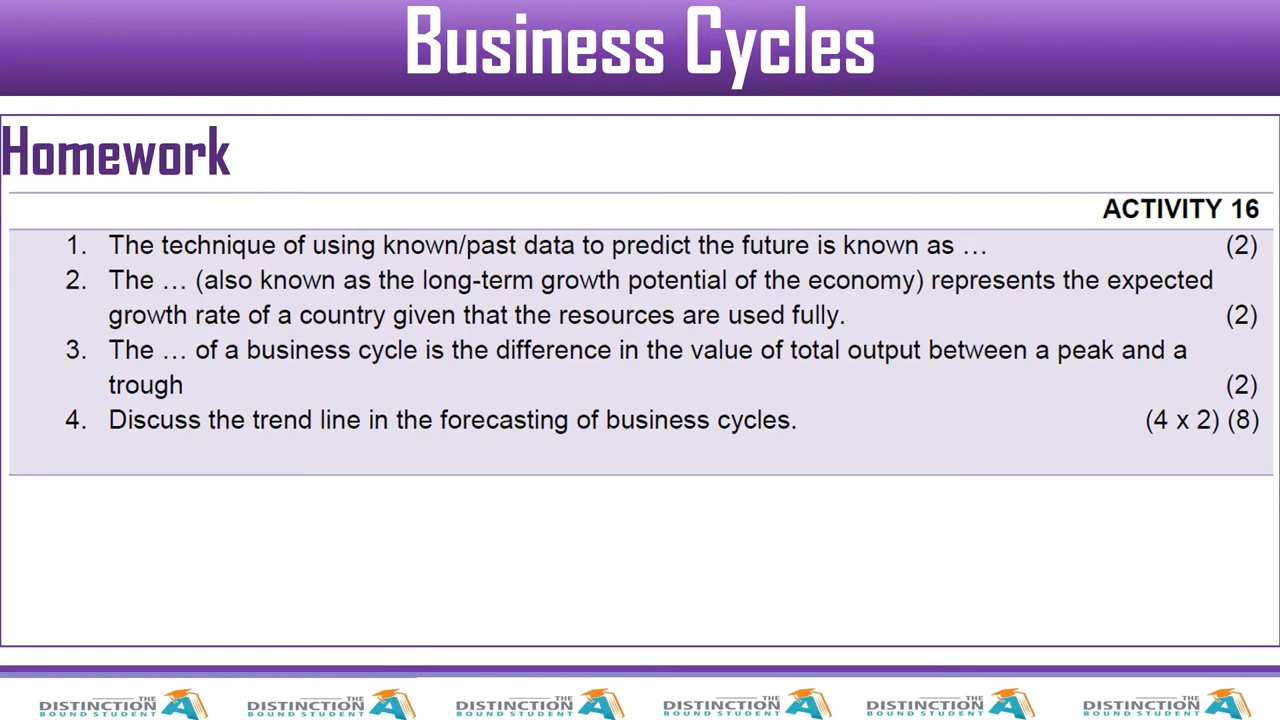 Business Cycles
Homework
ACTIVITY 16
1. The technique of using known/past data to predict the future is known as … (2)
2. The … (also known as the long-term growth potential of the economy) represents the expected
growth rate of a country given that the resources are used fully. (2)
3. The … of a business cycle is the difference in the value of total output between a peak and a
trough (2)
4. Discuss the trend line in the forecasting of business cycles. (4 x 2) (8)
THE DISTINCTION BOUND STUDENT A
THE DISTINCTION BOUND STUDENT A
THE DISTINCTION BOUND STUDENT A
THE DISTINCTION BOUND STUDENT A
THE DISTINCTION BOUND STUDENT A
THE DISTINCTION BOUND STUDENT A